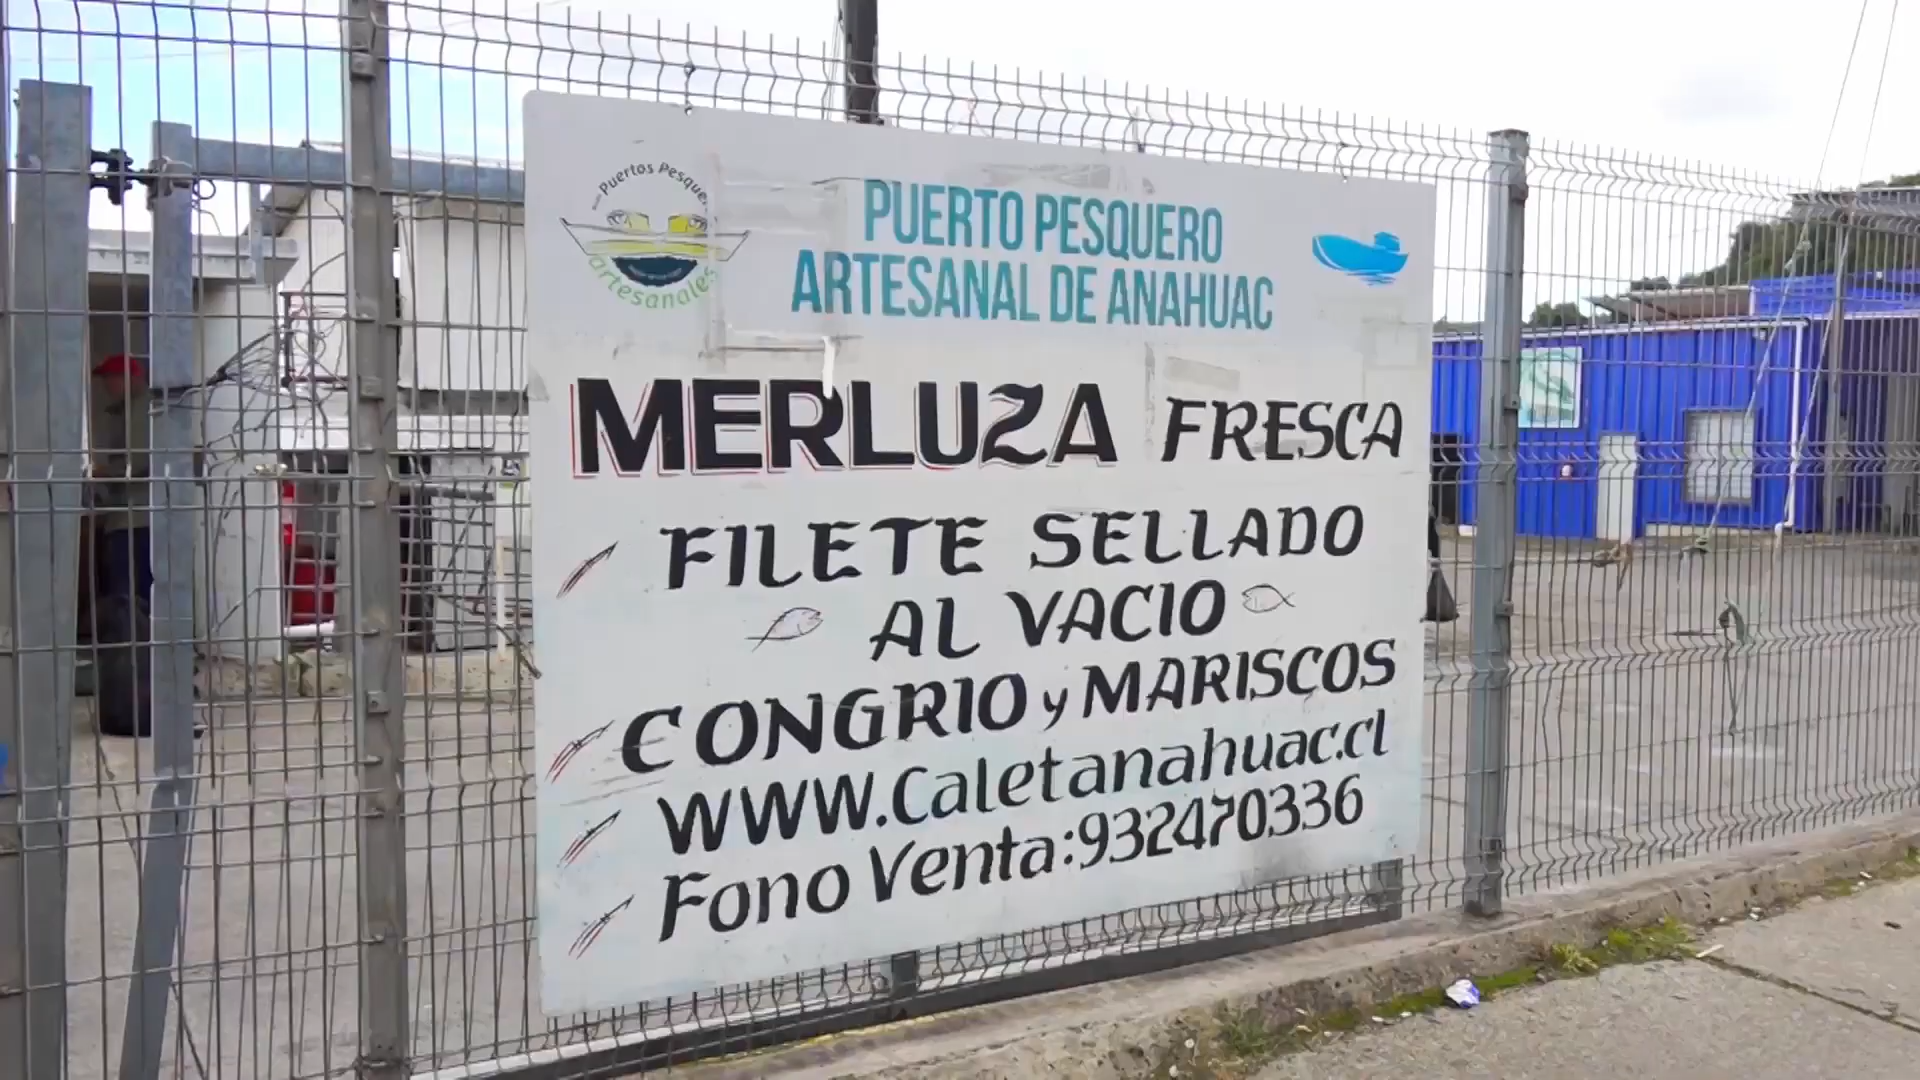 Puertos Pesque
artesanales
PUERTO PESQUERO
ARTESANAL DE ANAHUAC
MERLUZA FRESCA
FILETE SELLADO
AL VACIO
CONGRIO y MARISCOS
WWW.Caletanahuac.cl
Fono Venta:932470336